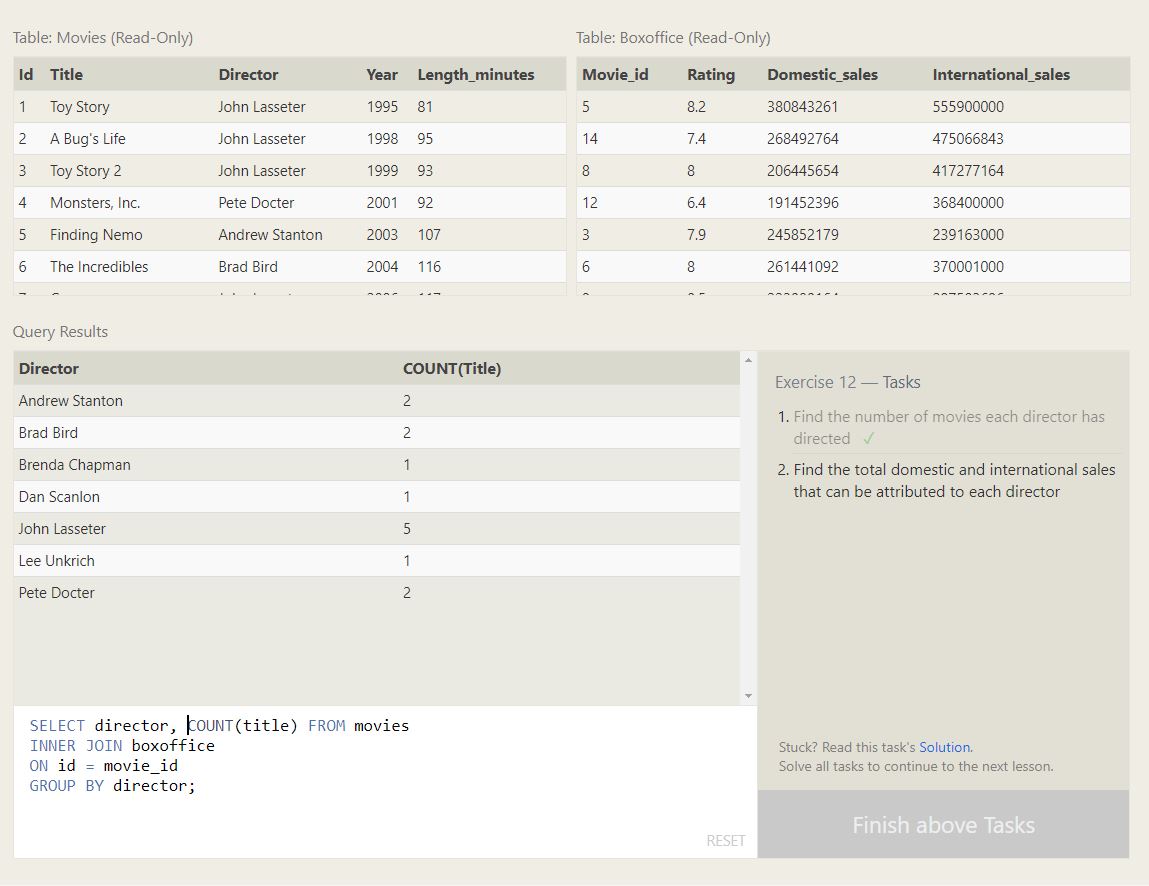 Table: Movies (Read-Only)
Id Title Director Year Length_minutes
1 Toy Story John Lasseter 1995 81
2 A Bug's Life John Lasseter 1998 95
3 Toy Story 2 John Lasseter 1999 93
4 Monsters, Inc. Pete Docter 2001 92
5 Finding Nemo Andrew Stanton 2003 107
6 The Incredibles Brad Bird 2004 116
Table: Boxoffice (Read-Only)
Movie_id Rating Domestic_sales International_sales
5 8.2 380843261 555900000
14 7.4 268492764 475066843
8 8 206445654 417277164
12 6.4 191452396 368400000
3 7.9 245852179 239163000
6 8 261441092 370001000
Query Results
Director COUNT(Title)
Andrew Stanton 2
Brad Bird 2
Brenda Chapman 1
Dan Scanlon 1
John Lasseter 5
Lee Unkrich 1
Pete Docter 2
SELECT director, COUNT(title) FROM movies
INNER JOIN boxoffice
ON id = movie_id
GROUP BY director;
RESET
Exercise 12 — Tasks
1. Find the number of movies each director has
directed ✓
2. Find the total domestic and international sales
that can be attributed to each director
Stuck? Read this task's Solution.
Solve all tasks to continue to the next lesson.
Finish above Tasks